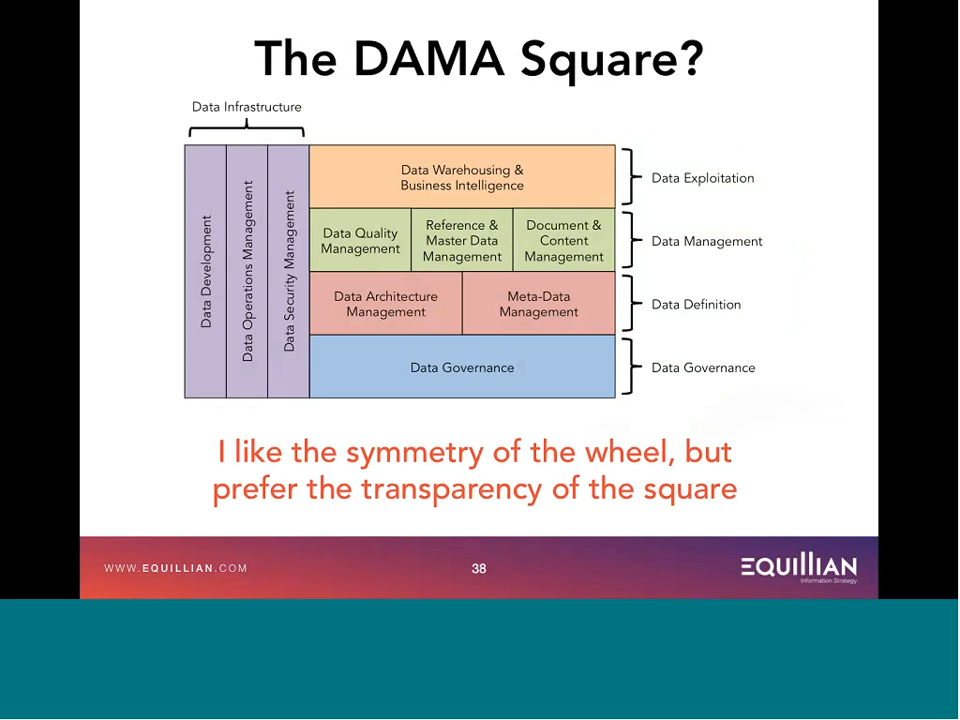 The DAMA Square?
Data Infrastructure
Data Development
Data Operations Management
Data Security Management
Data Warehousing &
Business Intelligence
Data Exploitation
Data Quality
Management
Reference &
Master Data
Management
Document &
Content
Management
Data Management
Data Architecture
Management
Meta-Data
Management
Data Definition
Data Governance
Data Governance
I like the symmetry of the wheel, but
prefer the transparency of the square
WWW.EQUILLIAN.COM
38
EQUILLIAN
Information Strategy